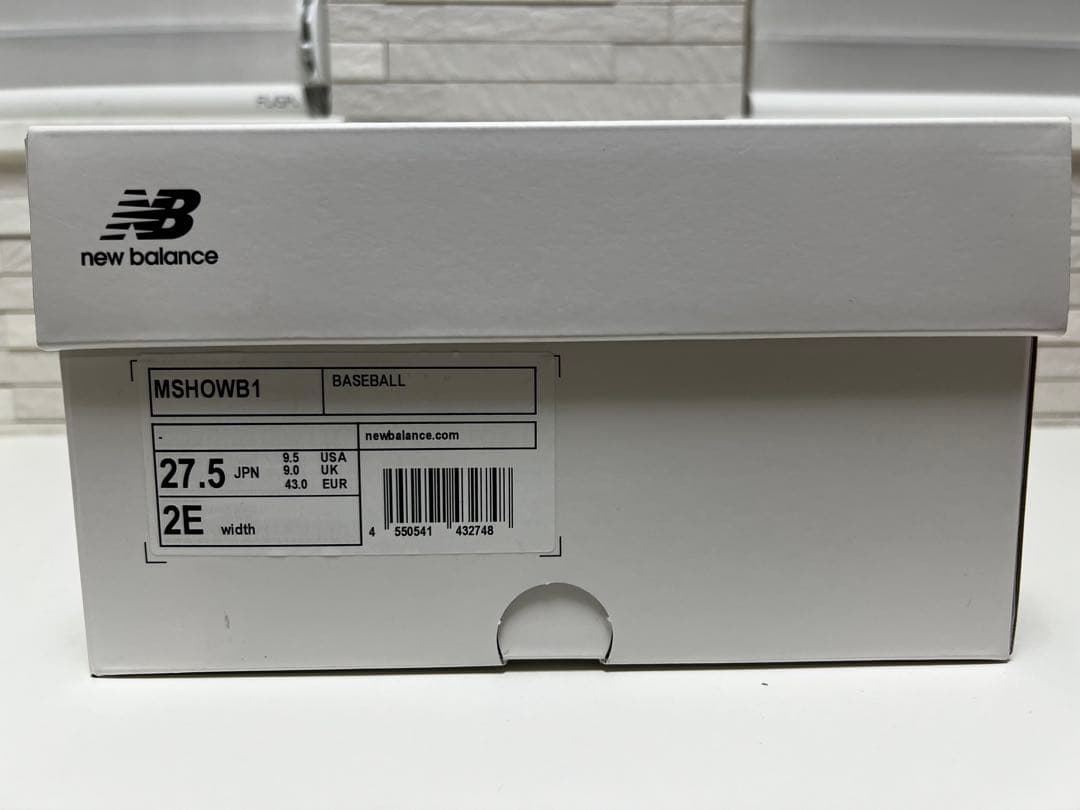 NB
new balance
MSHOWB1
BASEBALL
-
newbalance.com
27.5 JPN
9.5 USA
9.0 UK
43.0 EUR
2E width
4 550541 432748